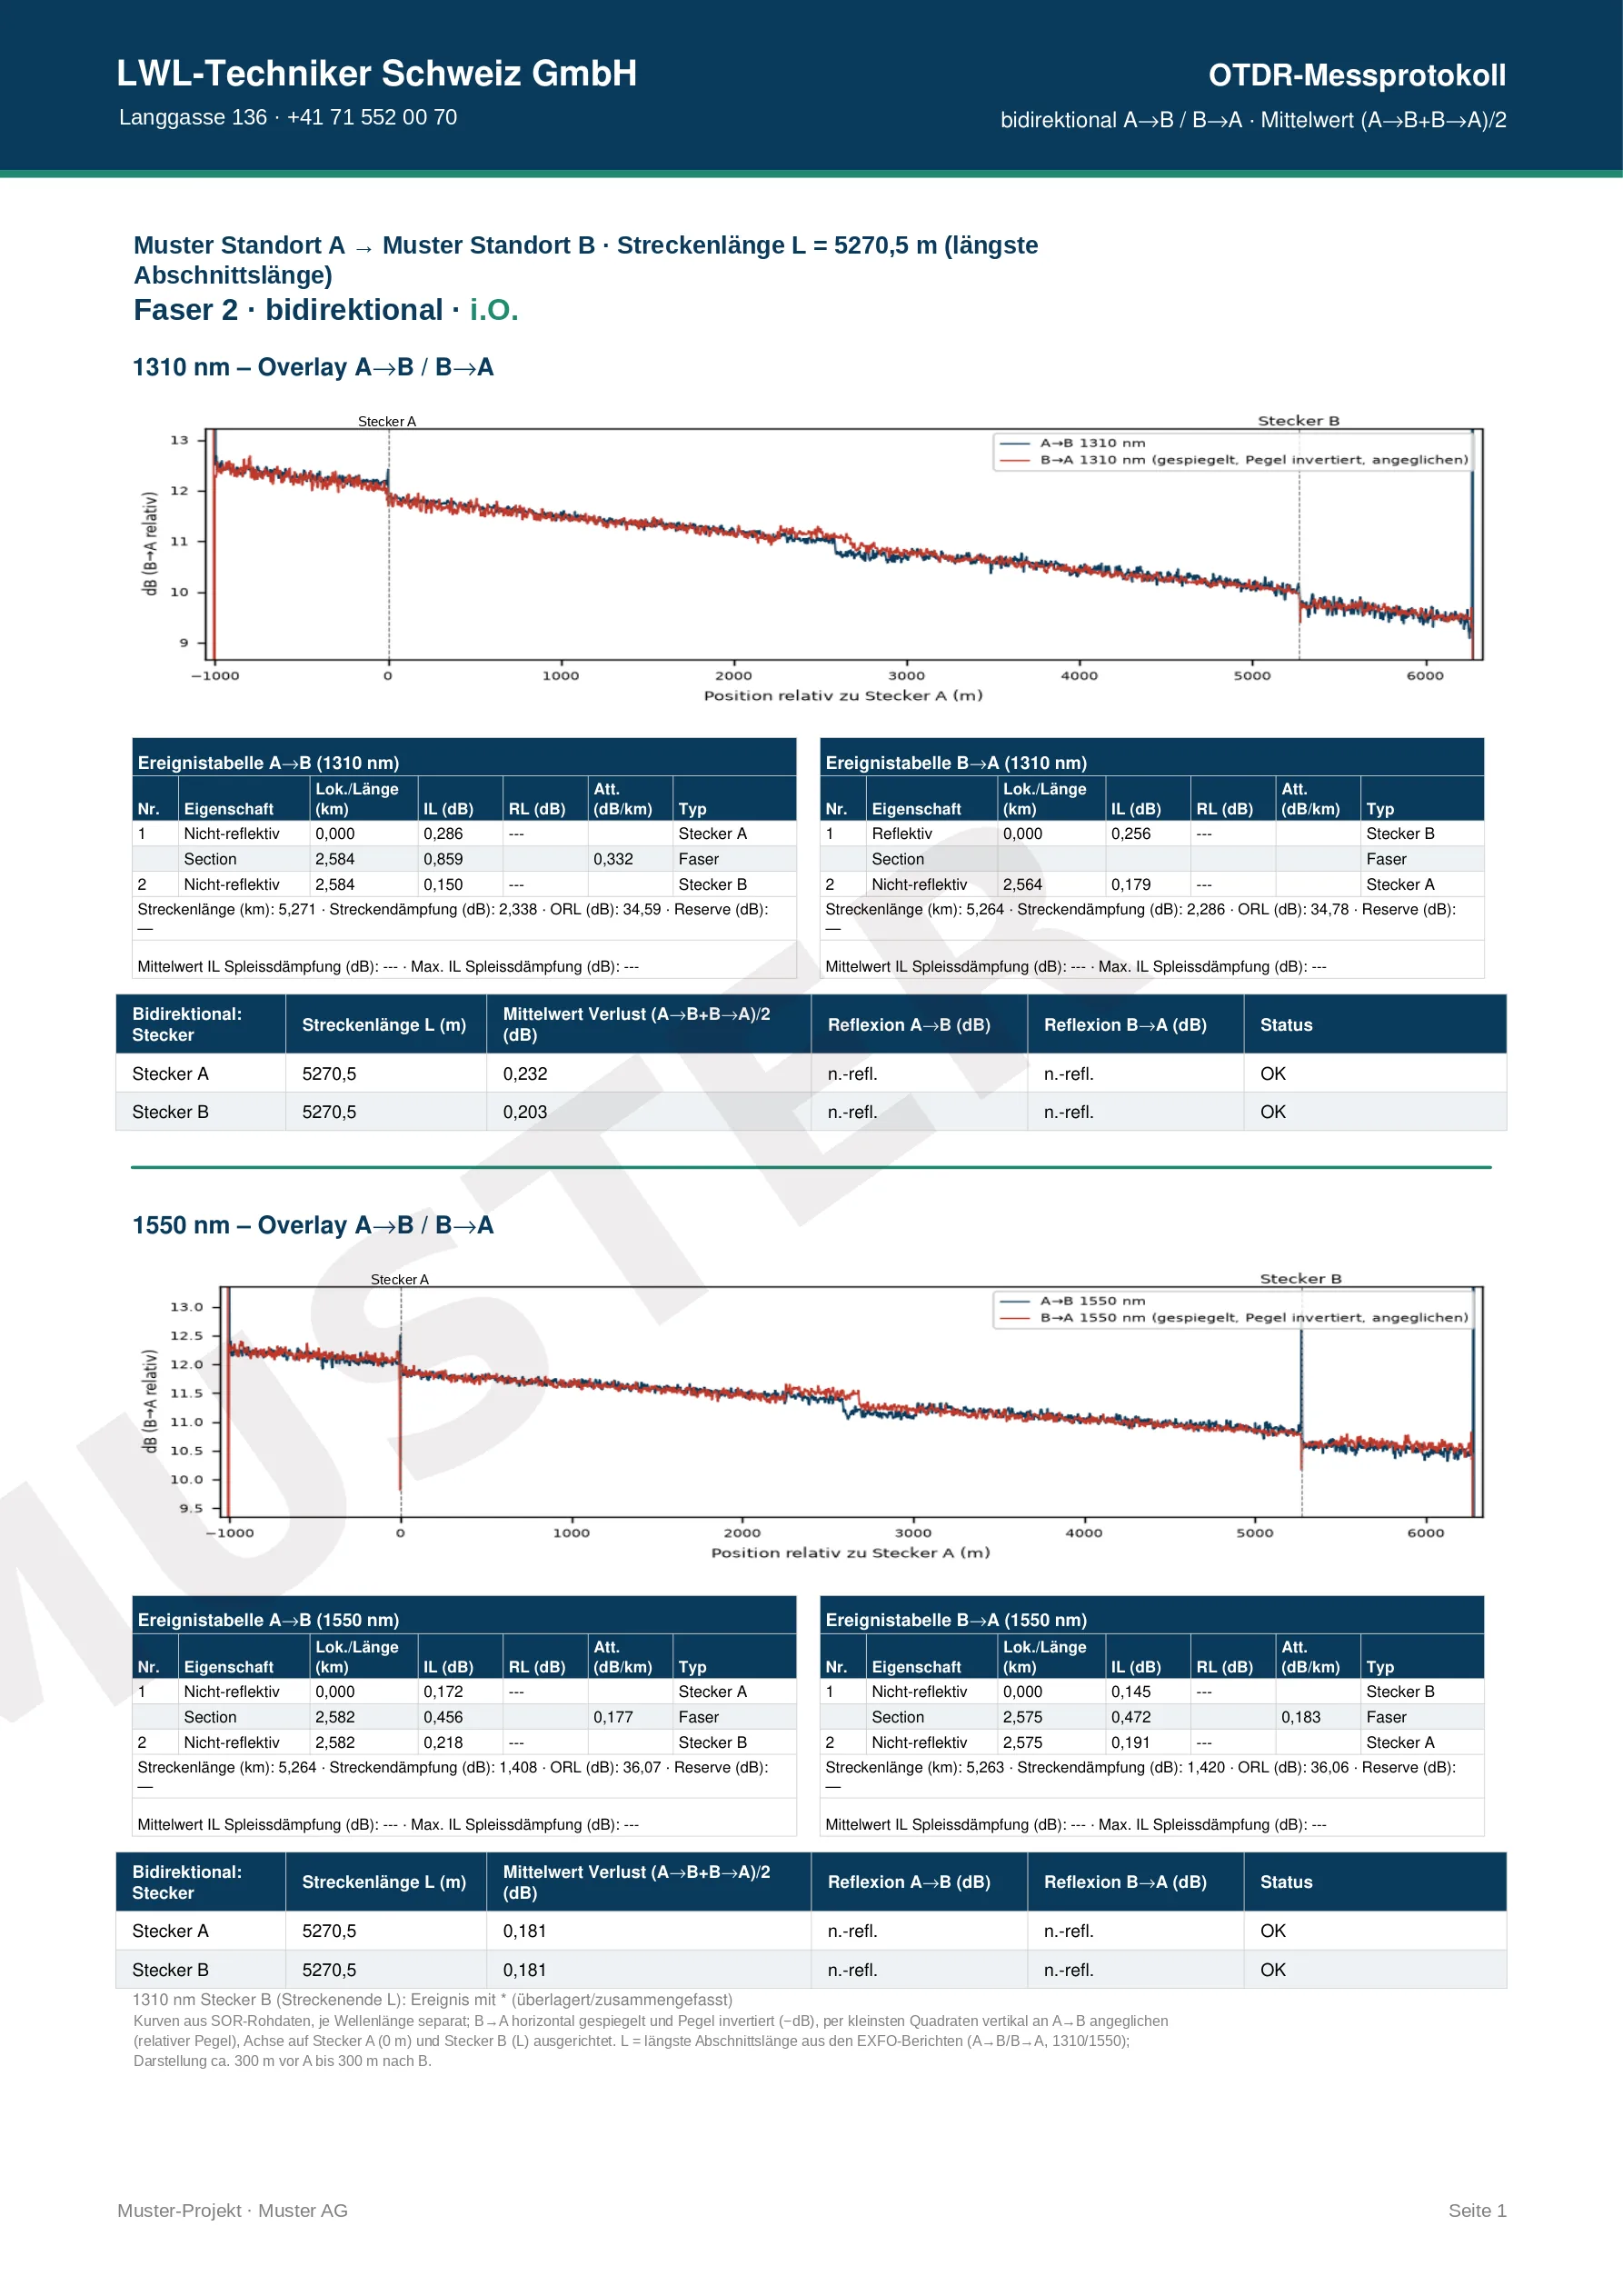 LWL-Techniker Schweiz GmbH
Langgasse 136 · +41 71 552 00 70
OTDR-Messprotokoll
bidirektional A→B / B→A · Mittelwert (A→B+B→A)/2
Muster Standort A → Muster Standort B · Streckenlänge L = 5270,5 m (längste
Abschnittslänge)
Faser 2 · bidirektional · i.O.
1310 nm – Overlay A→B / B→A
Stecker A
Stecker B
A→B 1310 nm
B→A 1310 nm (gespiegelt, Pegel invertiert, angeglichen)
dB (B→A relativ)
13
12
11
10
9
−1000 0 1000 2000 3000 4000 5000 6000
Position relativ zu Stecker A (m)
Ereignistabelle A→B (1310 nm)
Nr. Eigenschaft Lok./Länge (km) IL (dB) RL (dB) Att. (dB/km) Typ
1 Nicht-reflektiv 0,000 0,286 --- Stecker A
Section 2,584 0,859 0,332 Faser
2 Nicht-reflektiv 2,584 0,150 --- Stecker B
Streckenlänge (km): 5,271 · Streckendämpfung (dB): 2,338 · ORL (dB): 34,59 · Reserve (dB):
—
Mittelwert IL Spleissdämpfung (dB): --- · Max. IL Spleissdämpfung (dB): ---
Ereignistabelle B→A (1310 nm)
Nr. Eigenschaft Lok./Länge (km) IL (dB) RL (dB) Att. (dB/km) Typ
1 Reflektiv 0,000 0,256 --- Stecker B
Section Faser
2 Nicht-reflektiv 2,564 0,179 --- Stecker A
Streckenlänge (km): 5,264 · Streckendämpfung (dB): 2,286 · ORL (dB): 34,78 · Reserve (dB):
—
Mittelwert IL Spleissdämpfung (dB): --- · Max. IL Spleissdämpfung (dB): ---
Bidirektional: Stecker Streckenlänge L (m) Mittelwert Verlust (A→B+B→A)/2 (dB) Reflexion A→B (dB) Reflexion B→A (dB) Status
Stecker A 5270,5 0,232 n.-refl. n.-refl. OK
Stecker B 5270,5 0,203 n.-refl. n.-refl. OK
MUSTER
1550 nm – Overlay A→B / B→A
Stecker A
Stecker B
A→B 1550 nm
B→A 1550 nm (gespiegelt, Pegel invertiert, angeglichen)
dB (B→A relativ)
13.0
12.5
12.0
11.5
11.0
10.5
10.0
9.5
−1000 0 1000 2000 3000 4000 5000 6000
Position relativ zu Stecker A (m)
Ereignistabelle A→B (1550 nm)
Nr. Eigenschaft Lok./Länge (km) IL (dB) RL (dB) Att. (dB/km) Typ
1 Nicht-reflektiv 0,000 0,172 --- Stecker A
Section 2,582 0,456 0,177 Faser
2 Nicht-reflektiv 2,582 0,218 --- Stecker B
Streckenlänge (km): 5,264 · Streckendämpfung (dB): 1,408 · ORL (dB): 36,07 · Reserve (dB):
—
Mittelwert IL Spleissdämpfung (dB): --- · Max. IL Spleissdämpfung (dB): ---
Ereignistabelle B→A (1550 nm)
Nr. Eigenschaft Lok./Länge (km) IL (dB) RL (dB) Att. (dB/km) Typ
1 Nicht-reflektiv 0,000 0,145 --- Stecker B
Section 2,575 0,472 0,183 Faser
2 Nicht-reflektiv 2,575 0,191 --- Stecker A
Streckenlänge (km): 5,263 · Streckendämpfung (dB): 1,420 · ORL (dB): 36,06 · Reserve (dB):
—
Mittelwert IL Spleissdämpfung (dB): --- · Max. IL Spleissdämpfung (dB): ---
Bidirektional: Stecker Streckenlänge L (m) Mittelwert Verlust (A→B+B→A)/2 (dB) Reflexion A→B (dB) Reflexion B→A (dB) Status
Stecker A 5270,5 0,181 n.-refl. n.-refl. OK
Stecker B 5270,5 0,181 n.-refl. n.-refl. OK
1310 nm Stecker B (Streckenende L): Ereignis mit * (überlagert/zusammengefasst)
Kurven aus SOR-Rohdaten, je Wellenlänge separat; B→A horizontal gespiegelt und Pegel invertiert (−dB), per kleinsten Quadraten vertikal an A→B angeglichen
(relativer Pegel), Achse auf Stecker A (0 m) und Stecker B (L) ausgerichtet. L = längste Abschnittslänge aus den EXFO-Berichten (A→B/B→A, 1310/1550);
Darstellung ca. 300 m vor A bis 300 m nach B.
Muster-Projekt · Muster AG
Seite 1